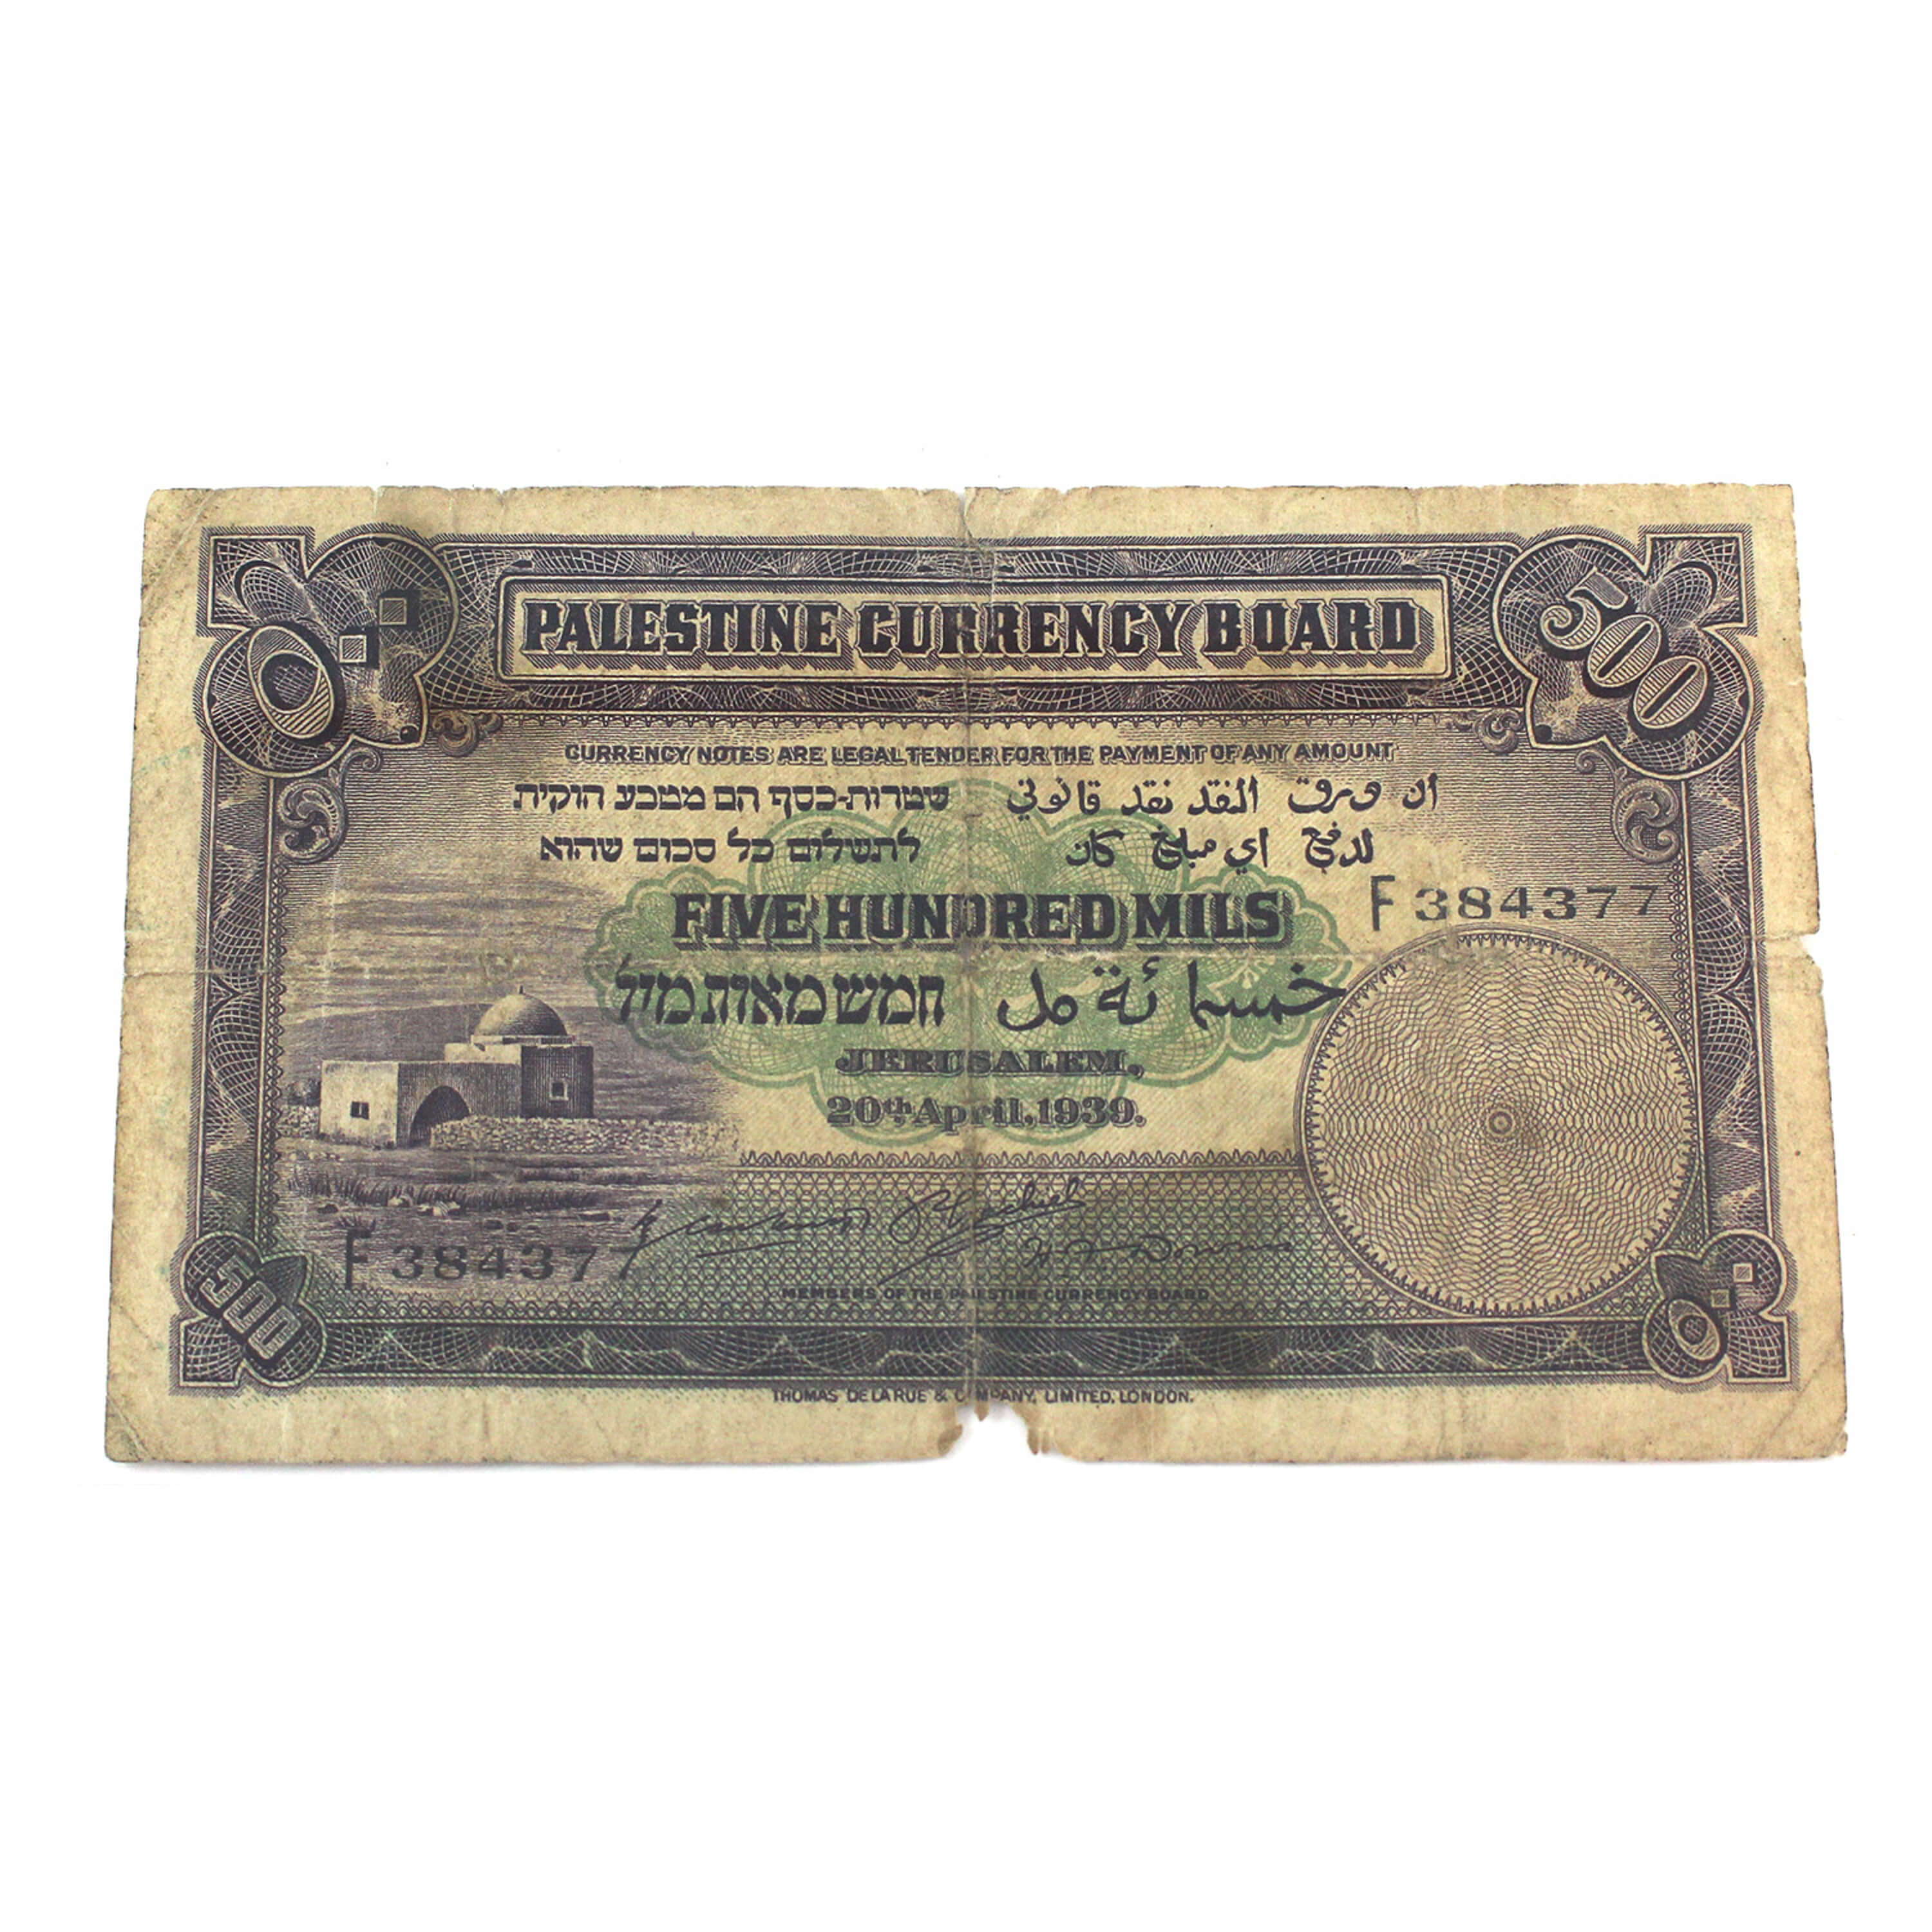 ٥٠٠
PALESTINE CURRENCY BOARD
500
CURRENCY NOTES ARE LEGAL TENDER FOR THE PAYMENT OF ANY AMOUNT
שטרות-כסף הם מטבע חוקית
לתשלום כל סכום שהוא
ان ورق النقد نقد قانوني
لدفع اي مبلغ كان
F 384377
FIVE HUNDRED MILS
חמש מאות מיל
خمسمائة مل
JERUSALEM,
20th April, 1939.
F 384377
MEMBERS OF THE PALESTINE CURRENCY BOARD
500
٥٠٠
THOMAS DE LA RUE & COMPANY, LIMITED, LONDON.